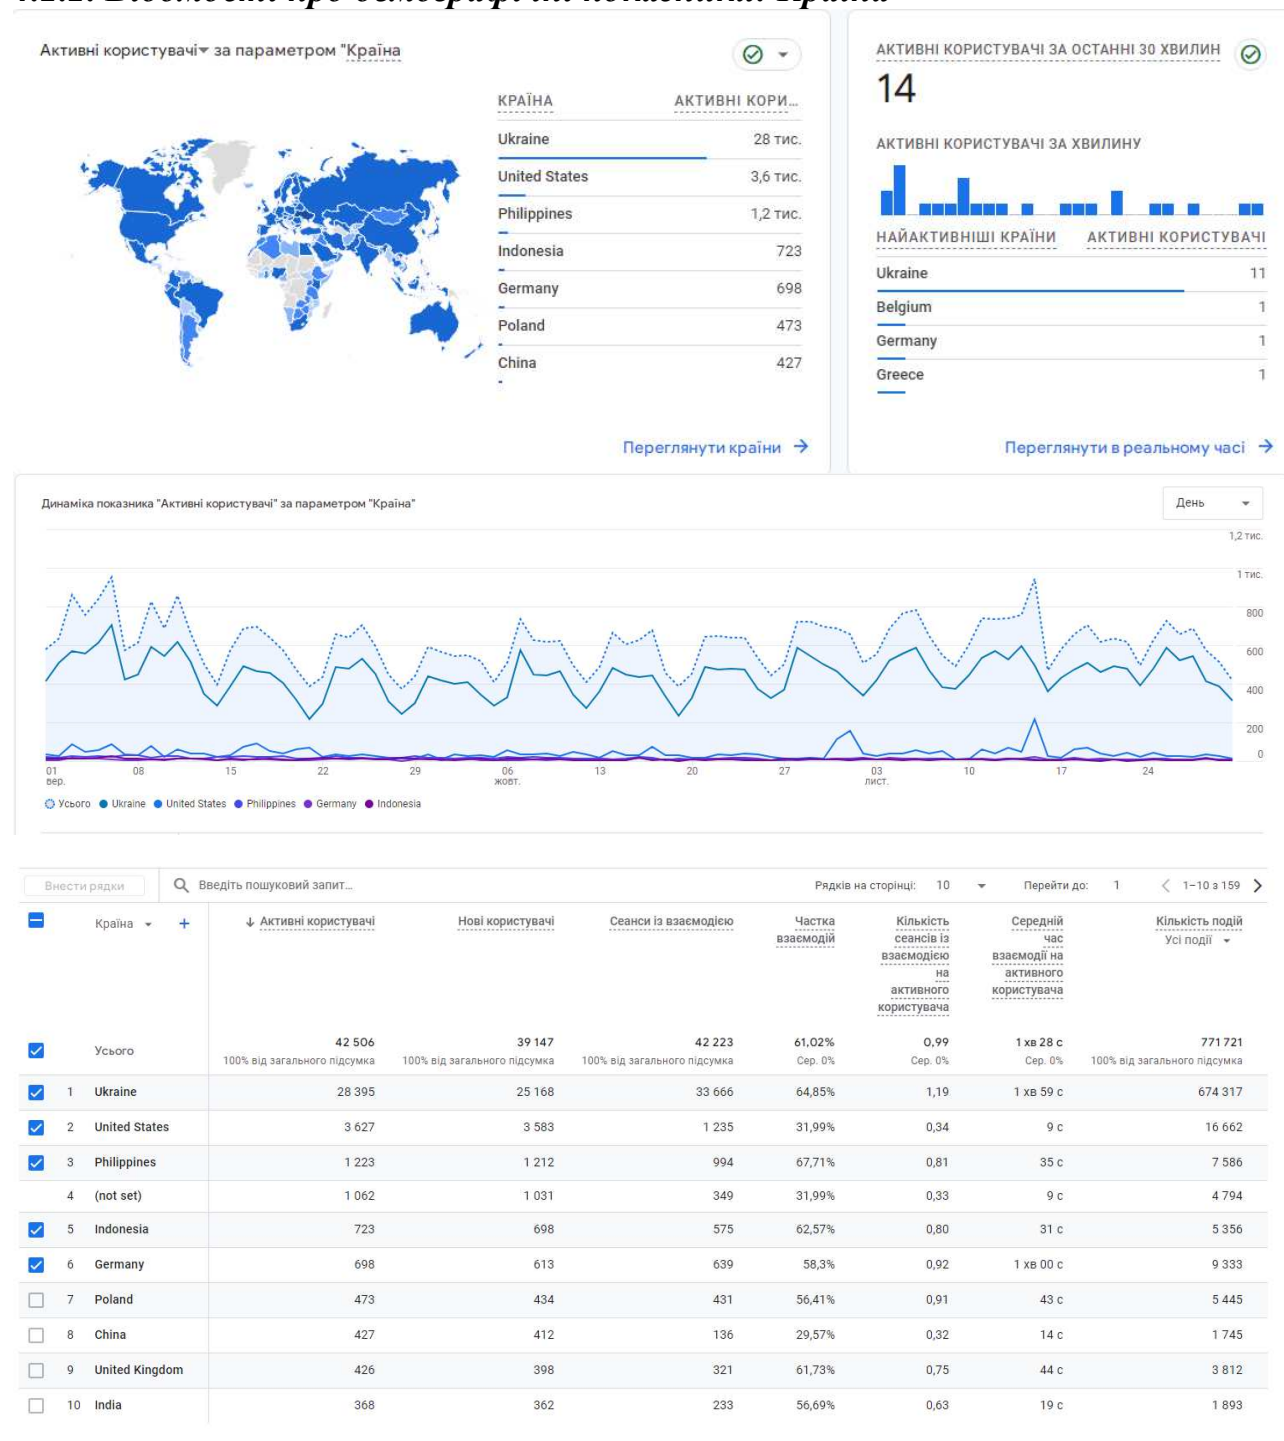 Активні користувачі за параметром "Країна
КРАЇНА АКТИВНІ КОРИ...
Ukraine 28 тис.
United States 3,6 тис.
Philippines 1,2 тис.
Indonesia 723
Germany 698
Poland 473
China 427
Переглянути країни →
АКТИВНІ КОРИСТУВАЧІ ЗА ОСТАННІ 30 ХВИЛИН
14
АКТИВНІ КОРИСТУВАЧІ ЗА ХВИЛИНУ
НАЙАКТИВНІШІ КРАЇНИ АКТИВНІ КОРИСТУВАЧІ
Ukraine 11
Belgium 1
Germany 1
Greece 1
Переглянути в реальному часі →
Динаміка показника "Активні користувачі" за параметром "Країна"
День
1,2 тис.
1 тис.
800
600
400
200
0
01 08 15 22 29 06 13 20 27 03 10 17 24
вер. жовт. лист.
Усього Ukraine United States Philippines Germany Indonesia
Внести рядки Введіть пошуковий запит... Рядків на сторінці: 10 Перейти до: 1 < 1–10 з 159 >
Країна + ↓ Активні користувачі Нові користувачі Сеанси із взаємодією Частка взаємодій Кількість сеансів із взаємодією на активного користувача Середній час взаємодії на активного користувача Кількість подій
Усі події
Усього 42 506 39 147 42 223 61,02% 0,99 1 хв 28 с 771 721
100% від загального підсумка 100% від загального підсумка 100% від загального підсумка Сер. 0% Сер. 0% Сер. 0% 100% від загального підсумка
1 Ukraine 28 395 25 168 33 666 64,85% 1,19 1 хв 59 с 674 317
2 United States 3 627 3 583 1 235 31,99% 0,34 9 с 16 662
3 Philippines 1 223 1 212 994 67,71% 0,81 35 с 7 586
4 (not set) 1 062 1 031 349 31,99% 0,33 9 с 4 794
5 Indonesia 723 698 575 62,57% 0,80 31 с 5 356
6 Germany 698 613 639 58,3% 0,92 1 хв 00 с 9 333
7 Poland 473 434 431 56,41% 0,91 43 с 5 445
8 China 427 412 136 29,57% 0,32 14 с 1 745
9 United Kingdom 426 398 321 61,73% 0,75 44 с 3 812
10 India 368 362 233 56,69% 0,63 19 с 1 893